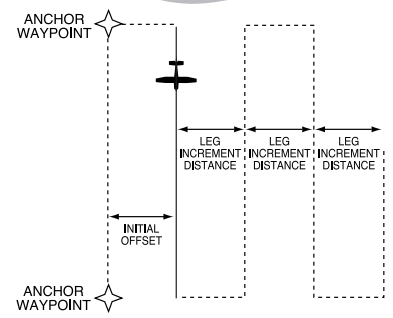 ANCHOR
WAYPOINT
LEG
INCREMENT
DISTANCE
LEG
INCREMENT
DISTANCE
LEG
INCREMENT
DISTANCE
INITIAL
OFFSET
ANCHOR
WAYPOINT